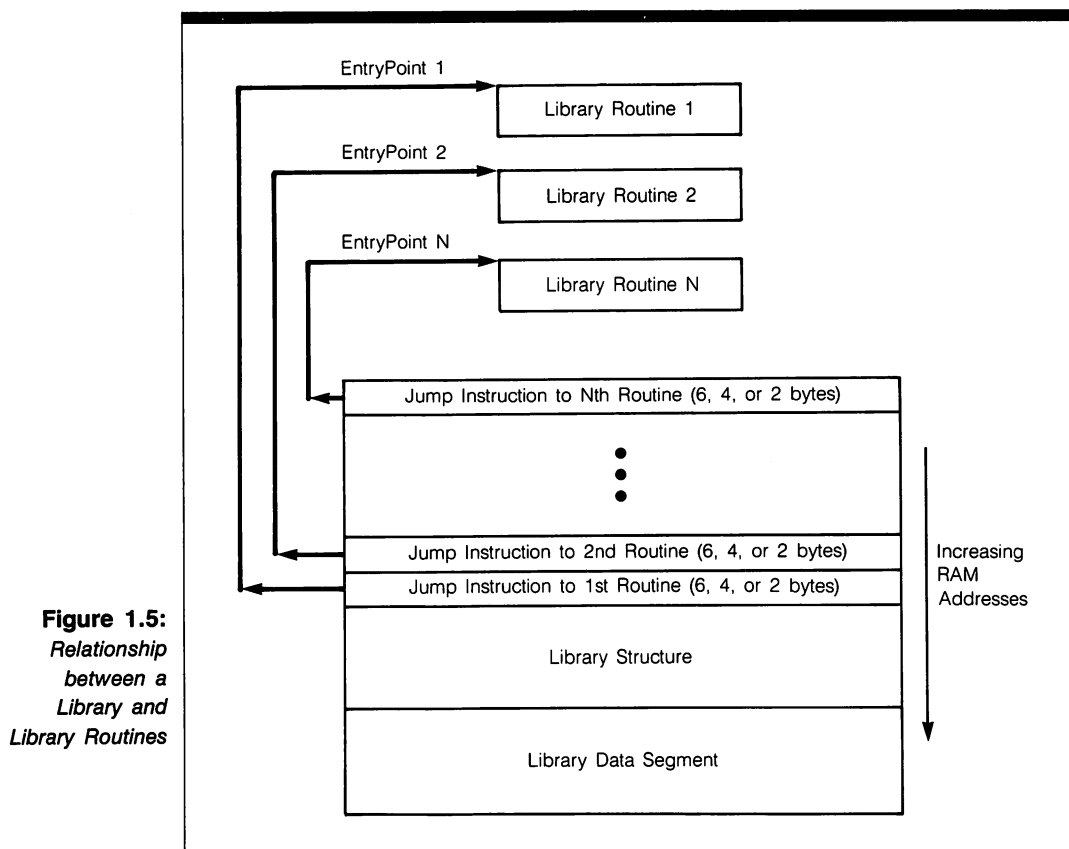 EntryPoint 1
Library Routine 1
EntryPoint 2
Library Routine 2
EntryPoint N
Library Routine N
Jump Instruction to Nth Routine (6, 4, or 2 bytes)
Jump Instruction to 2nd Routine (6, 4, or 2 bytes)
Jump Instruction to 1st Routine (6, 4, or 2 bytes)
Library Structure
Library Data Segment
Increasing
RAM
Addresses
Figure 1.5:
Relationship
between a
Library and
Library Routines